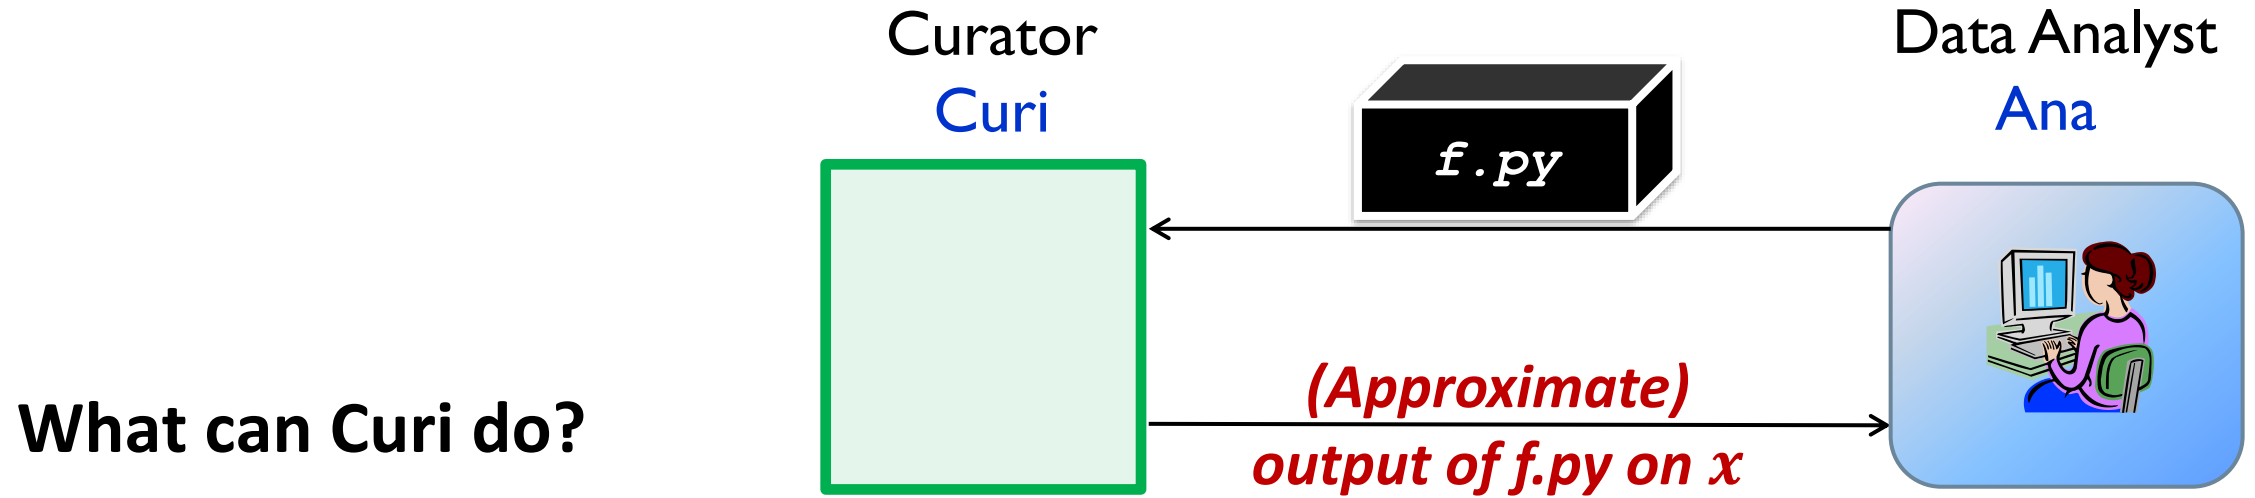 Curator
Curi
Data Analyst
Ana
f.py
(Approximate)
output of f.py on x
What can Curi do?